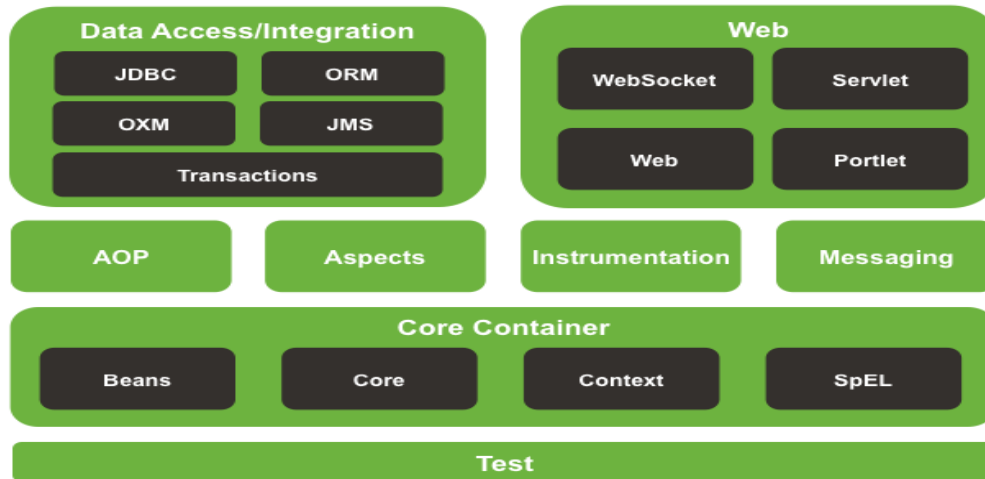 Data Access/Integration
JDBC
ORM
OXM
JMS
Transactions
Web
WebSocket
Servlet
Web
Portlet
AOP
Aspects
Instrumentation
Messaging
Core Container
Beans
Core
Context
SpEL
Test